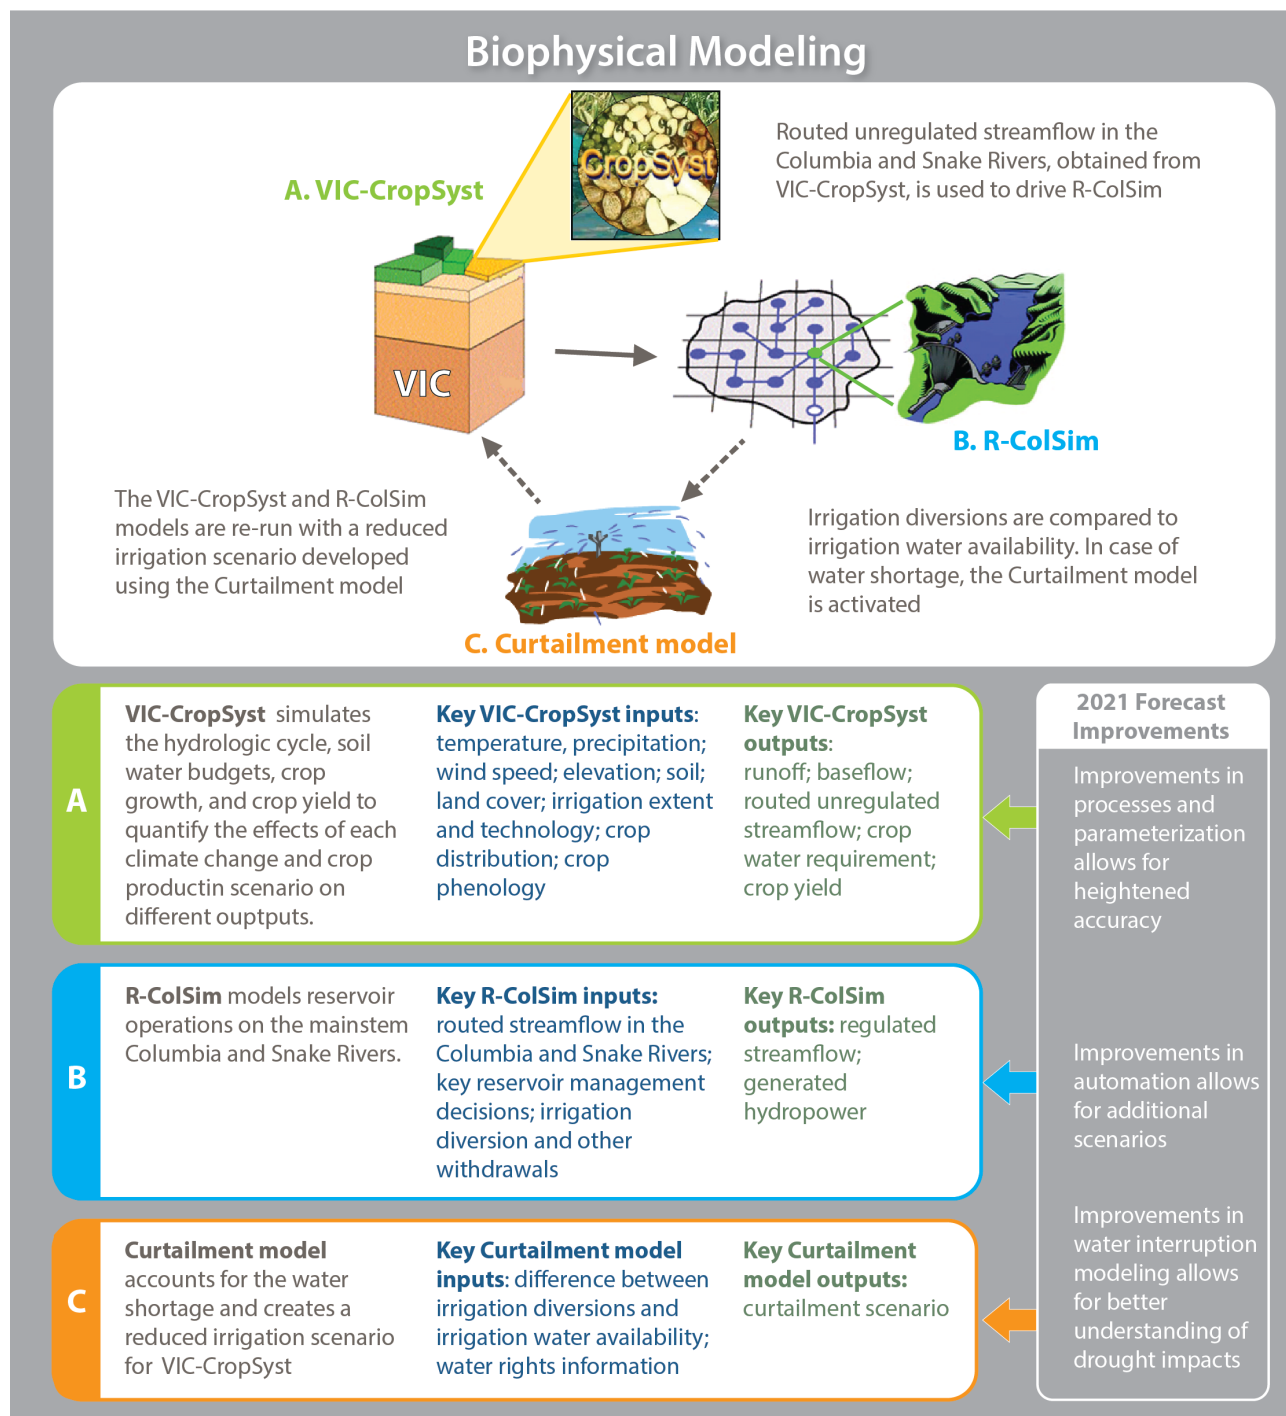 Biophysical Modeling
CropSyst
A. VIC-CropSyst
Routed unregulated streamflow in the
Columbia and Snake Rivers, obtained from
VIC-CropSyst, is used to drive R-ColSim
VIC
B. R-ColSim
The VIC-CropSyst and R-ColSim
models are re-run with a reduced
irrigation scenario developed
using the Curtailment model
Irrigation diversions are compared to
irrigation water availability. In case of
water shortage, the Curtailment model
is activated
C. Curtailment model
A
VIC-CropSyst simulates
the hydrologic cycle, soil
water budgets, crop
growth, and crop yield to
quantify the effects of each
climate change and crop
productin scenario on
different ouptputs.
Key VIC-CropSyst inputs:
temperature, precipitation;
wind speed; elevation; soil;
land cover; irrigation extent
and technology; crop
distribution; crop
phenology
Key VIC-CropSyst
outputs:
runoff; baseflow;
routed unregulated
streamflow; crop
water requirement;
crop yield
B
R-ColSim models reservoir
operations on the mainstem
Columbia and Snake Rivers.
Key R-ColSim inputs:
routed streamflow in the
Columbia and Snake Rivers;
key reservoir management
decisions; irrigation
diversion and other
withdrawals
Key R-ColSim
outputs: regulated
streamflow;
generated
hydropower
C
Curtailment model
accounts for the water
shortage and creates a
reduced irrigation scenario
for VIC-CropSyst
Key Curtailment model
inputs: difference between
irrigation diversions and
irrigation water availability;
water rights information
Key Curtailment
model outputs:
curtailment scenario
2021 Forecast
Improvements
Improvements in
processes and
parameterization
allows for
heightened
accuracy
Improvements in
automation allows
for additional
scenarios
Improvements in
water interruption
modeling allows
for better
understanding of
drought impacts